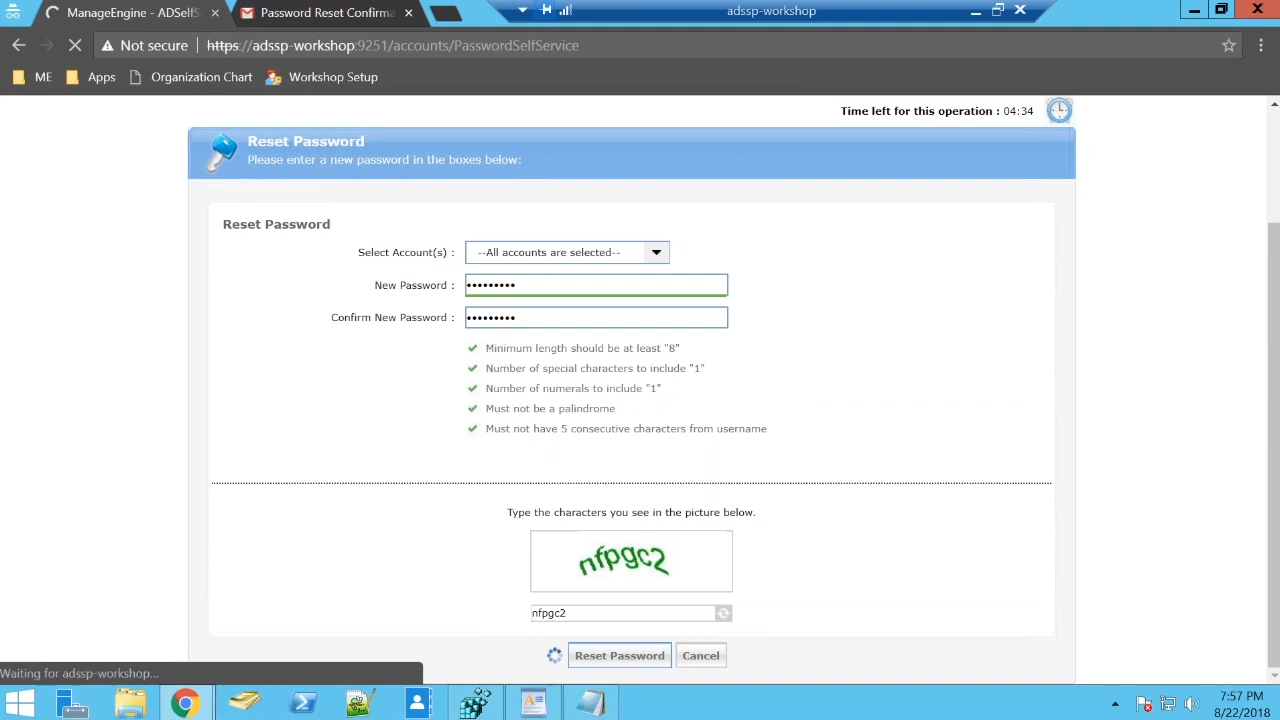 ManageEngine - ADSelfS
Password Reset Confirma
adssp-workshop
Not secure
https://adssp-workshop:9251/accounts/PasswordSelfService
ME
Apps
Organization Chart
Workshop Setup
Time left for this operation : 04:34
Reset Password
Please enter a new password in the boxes below:
Reset Password
Select Account(s) :
--All accounts are selected--
New Password :
•••••••••
Confirm New Password :
•••••••••
Minimum length should be at least "8"
Number of special characters to include "1"
Number of numerals to include "1"
Must not be a palindrome
Must not have 5 consecutive characters from username
Type the characters you see in the picture below.
nfpgc2
nfpgc2
Reset Password
Cancel
Waiting for adssp-workshop...
7:57 PM
8/22/2018